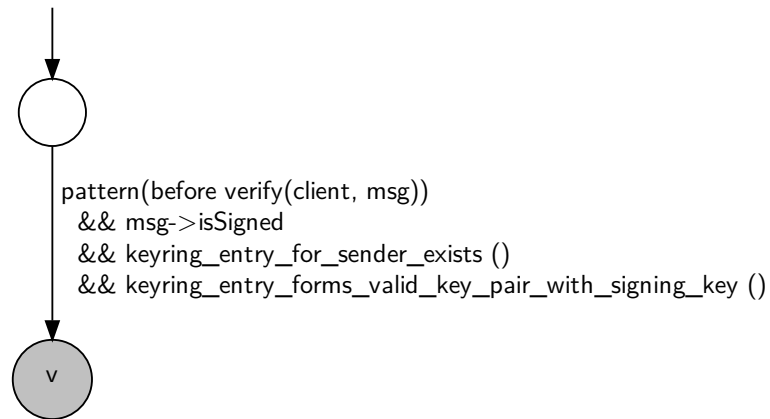 pattern(before verify(client, msg))
&& msg->isSigned
&& keyring_entry_for_sender_exists ()
&& keyring_entry_forms_valid_key_pair_with_signing_key ()
v